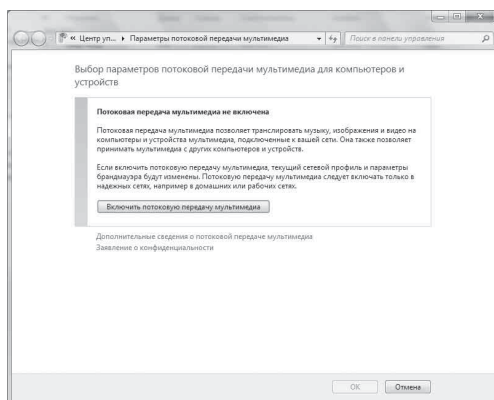 « Центр уп... ▸ Параметры потоковой передачи мультимедиа
Поиск в панели управления
Выбор параметров потоковой передачи мультимедиа для компьютеров и
устройств
Потоковая передача мультимедиа не включена
Потоковая передача мультимедиа позволяет транслировать музыку, изображения и видео на
компьютеры и устройства мультимедиа, подключенные к вашей сети. Она также позволяет
принимать мультимедиа с других компьютеров и устройств.
Если включить потоковую передачу мультимедиа, текущий сетевой профиль и параметры
брандмауэра будут изменены. Потоковую передачу мультимедиа следует включать только в
надежных сетях, например в домашних или рабочих сетях.
Включить потоковую передачу мультимедиа
Дополнительные сведения о потоковой передаче мультимедиа
Заявление о конфиденциальности
ОК
Отмена